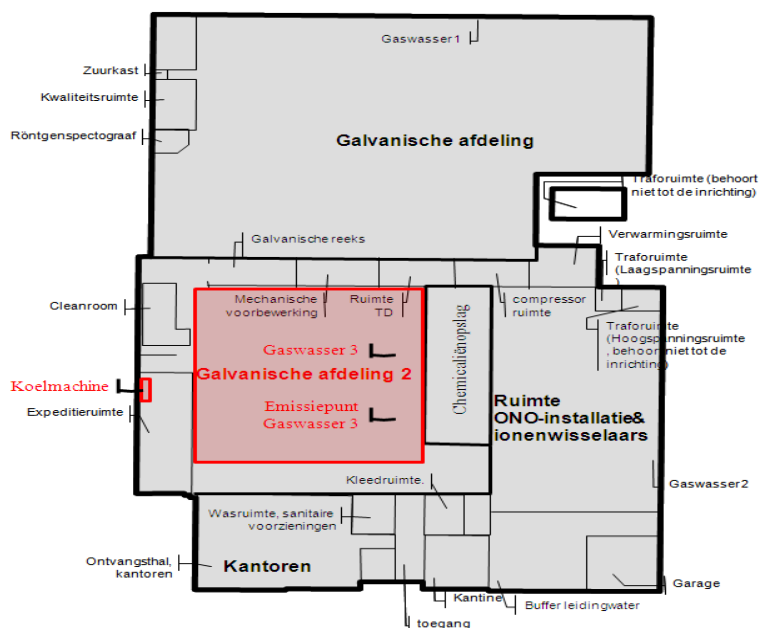 Gaswasser 1
Zuurkast
Kwaliteitsruimte
Röntgenspectograaf
Galvanische afdeling
Traforuimte (behoort
niet tot de inrichting)
Verwarmingsruimte
Galvanische reeks
Traforuimte
(Laagspanningsruimte
)
Cleanroom
Mechanische
voorbewerking
Ruimte
TD
compressor
ruimte
Traforuimte
(Hoogspanningsruimte
, behoort niet tot de
inrichting)
Chemicaliënopslag
Gaswasser 3
Galvanische afdeling 2
Koelmachine
Expeditieruimte
Emissiepunt
Gaswasser 3
Ruimte
ONO-installatie&
ionenwisselaars
Kleedruimte.
Gaswasser 2
Wasruimte, sanitaire
voorzieningen
Ontvangsthal,
kantoren
Kantoren
Garage
Kantine
Buffer leidingwater
toegang